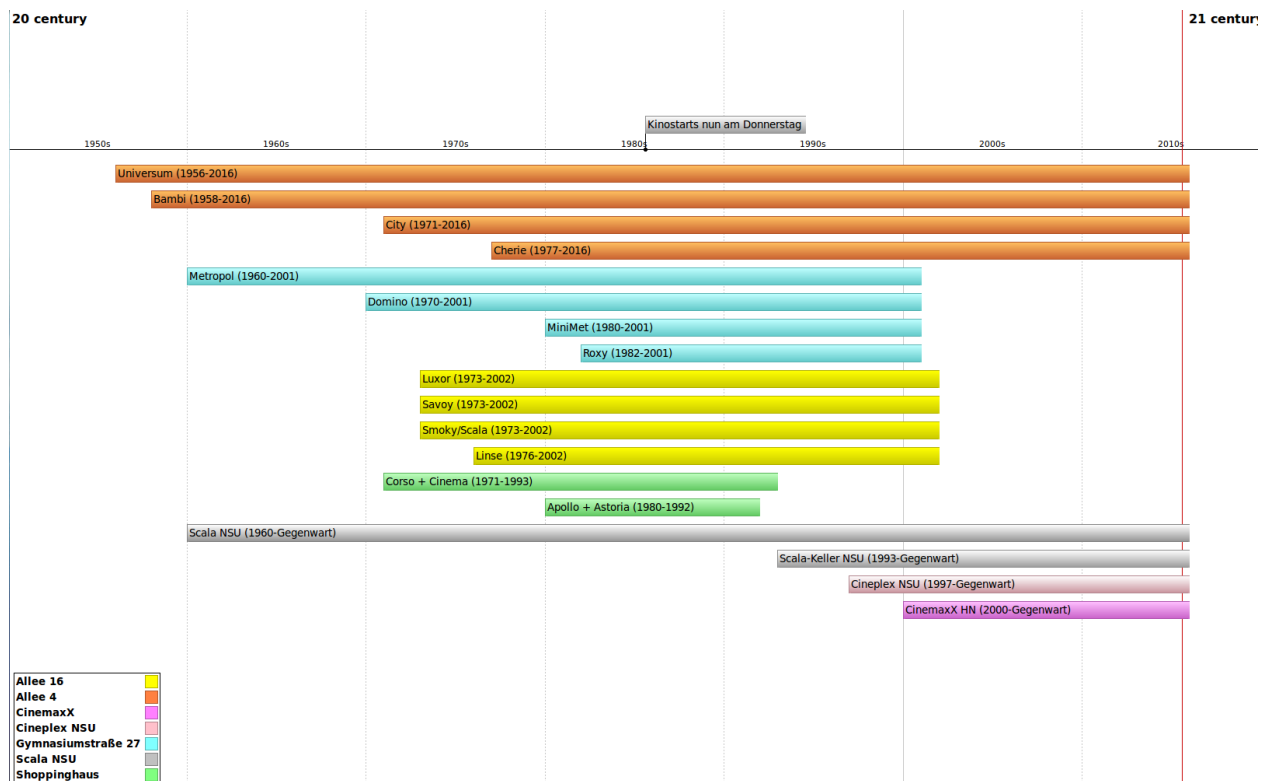 20 century
21 century
Kinostarts nun am Donnerstag
1950s 1960s 1970s 1980s 1990s 2000s 2010s
Universum (1956-2016)
Bambi (1958-2016)
City (1971-2016)
Cherie (1977-2016)
Metropol (1960-2001)
Domino (1970-2001)
MiniMet (1980-2001)
Roxy (1982-2001)
Luxor (1973-2002)
Savoy (1973-2002)
Smoky/Scala (1973-2002)
Linse (1976-2002)
Corso + Cinema (1971-1993)
Apollo + Astoria (1980-1992)
Scala NSU (1960-Gegenwart)
Scala-Keller NSU (1993-Gegenwart)
Cineplex NSU (1997-Gegenwart)
CinemaxX HN (2000-Gegenwart)
Allee 16
Allee 4
CinemaxX
Cineplex NSU
Gymnasiumstraße 27
Scala NSU
Shoppinghaus